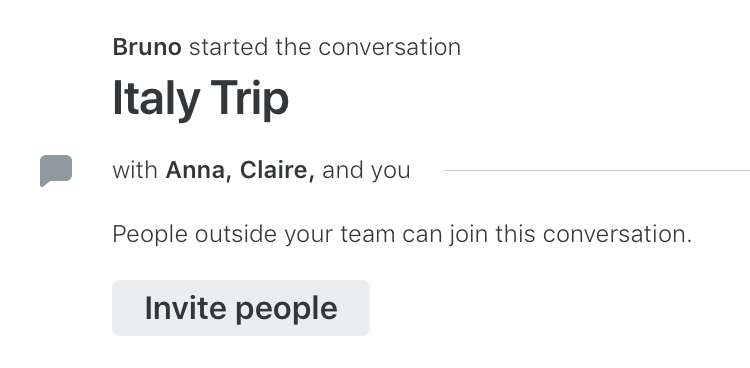 Bruno started the conversation
Italy Trip
with Anna, Claire, and you
People outside your team can join this conversation.
Invite people